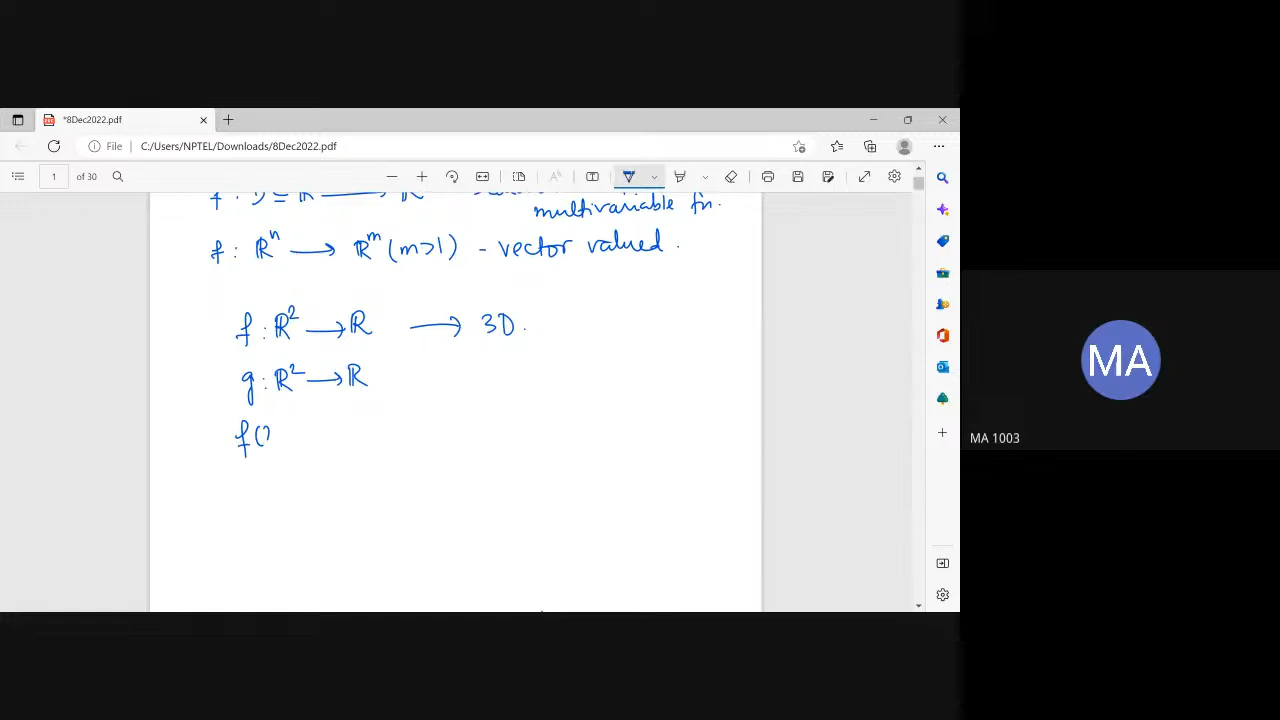 *8Dec2022.pdf
File C:/Users/NPTEL/Downloads/8Dec2022.pdf
1 of 30
multivariable fn.
f : ℝⁿ ⟶ ℝᵐ (m>1) - vector valued .
f : ℝ² ⟶ ℝ ⟶ 3D .
g : ℝ² ⟶ ℝ
f(
MA
MA 1003